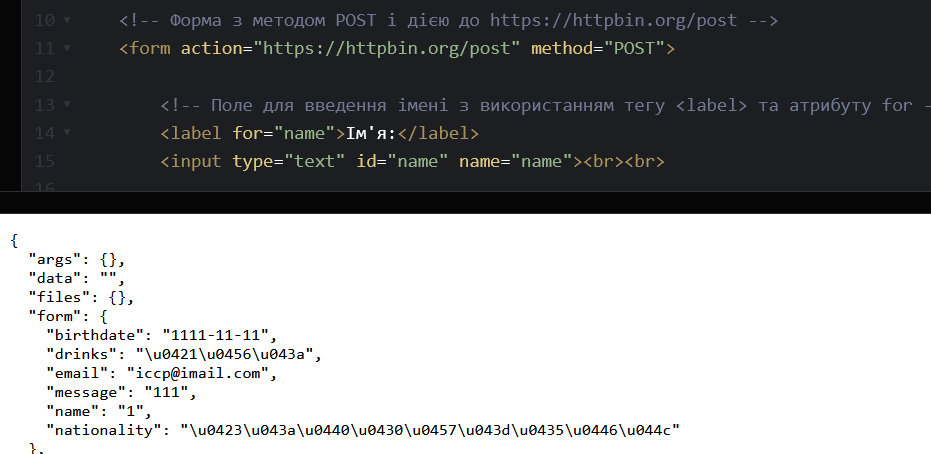 10 <!-- Форма з методом POST і дією до https://httpbin.org/post -->
11 <form action="https://httpbin.org/post" method="POST">
12
13 <!-- Поле для введення імені з використанням тегу <label> та атрибуту for -
14 <label for="name">Ім'я:</label>
15 <input type="text" id="name" name="name"><br><br>
16
{
"args": {},
"data": "",
"files": {},
"form": {
"birthdate": "1111-11-11",
"drinks": "\u0421\u0456\u043a",
"email": "iccp@imail.com",
"message": "111",
"name": "1",
"nationality": "\u0423\u043a\u0440\u0430\u0457\u043d\u0435\u0446\u044c"
},